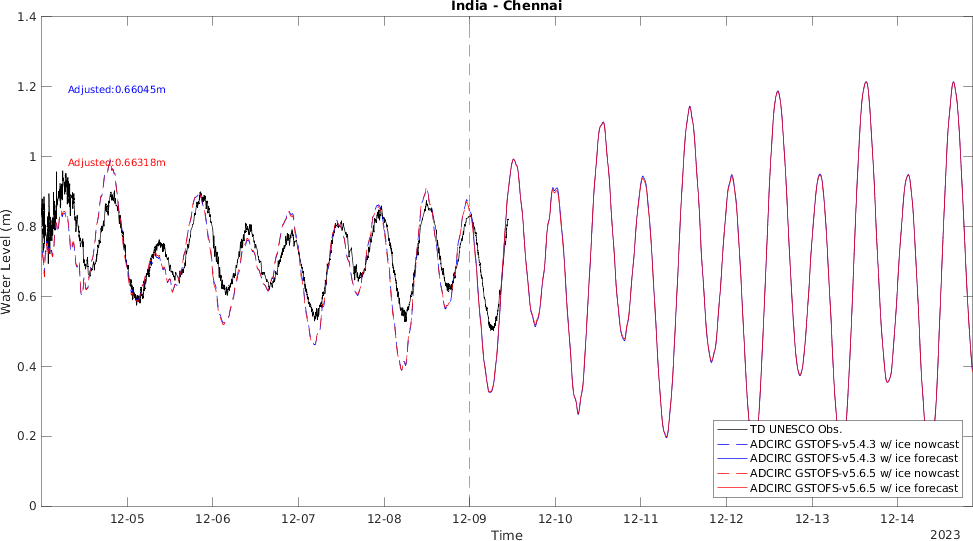 India - Chennai
1.4
1.2
1
0.8
0.6
0.4
0.2
0
Water Level (m)
Adjusted:0.66045m
Adjusted:0.66318m
TD UNESCO Obs.
ADCIRC GSTOFS-v5.4.3 w/ ice nowcast
ADCIRC GSTOFS-v5.4.3 w/ ice forecast
ADCIRC GSTOFS-v5.6.5 w/ ice nowcast
ADCIRC GSTOFS-v5.6.5 w/ ice forecast
12-05 12-06 12-07 12-08 12-09 12-10 12-11 12-12 12-13 12-14
Time
2023